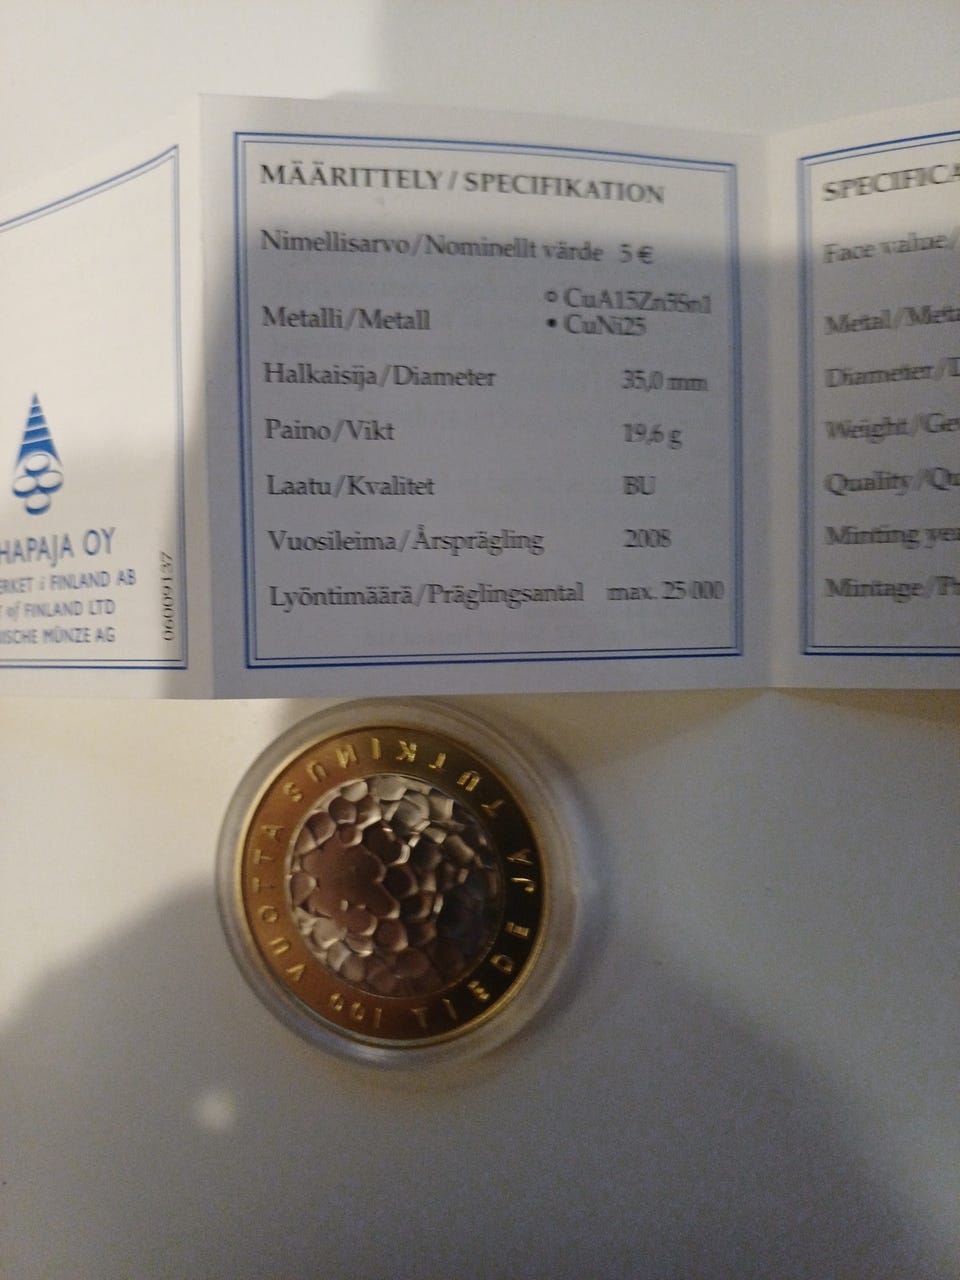 HAPAJA OY
ERKET i FINLAND AB
of FINLAND LTD
ISCHE MÜNZE AG
06009137
MÄÄRITTELY / SPECIFIKATION
Nimellisarvo/Nominellt värde 5 €
Metalli/Metall ○ CuA15Zn5Sn1
• CuNi25
Halkaisija/Diameter 35,0 mm
Paino/Vikt 19,6 g
Laatu/Kvalitet BU
Vuosileima/Årsprägling 2008
Lyöntimäärä/Präglingsantal max. 25 000
SPECIFICA
Face value/
Metal/Meta
Diameter/D
Weight/Ge
Quality/Qu
Minting yea
Mintage/Pr
100 VUOTTA SUOMEN
TIEDE JA TUTKIMUS